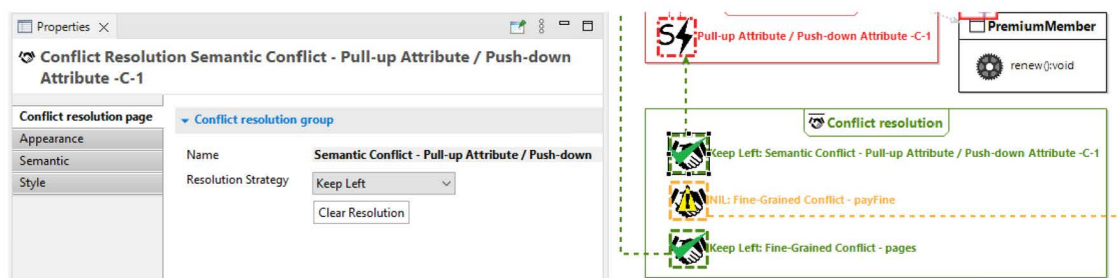 Properties
Conflict Resolution Semantic Conflict - Pull-up Attribute / Push-down
Attribute -C-1
Conflict resolution page
Appearance
Semantic
Style
Conflict resolution group
Name
Semantic Conflict - Pull-up Attribute / Push-down
Resolution Strategy
Keep Left
Clear Resolution
S
Pull-up Attribute / Push-down Attribute -C-1
PremiumMember
renew():void
Conflict resolution
Keep Left: Semantic Conflict - Pull-up Attribute / Push-down Attribute -C-1
NIL: Fine-Grained Conflict - payFine
Keep Left: Fine-Grained Conflict - pages